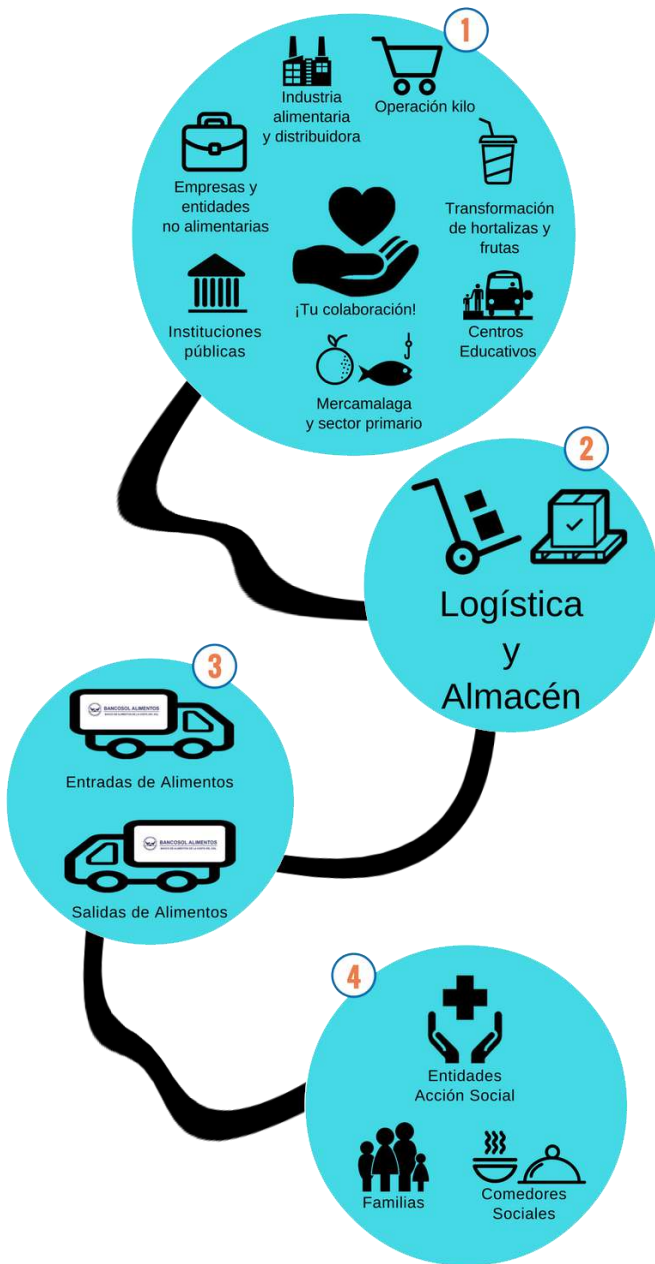 1
Industria
alimentaria
y distribuidora
Operación kilo
Empresas y
entidades
no alimentarias
Transformación
de hortalizas y
frutas
¡Tu colaboración!
Instituciones
públicas
Centros
Educativos
Mercamalaga
y sector primario
2
Logística
y
Almacén
3
BANCOSOL ALIMENTOS
Entradas de Alimentos
BANCOSOL ALIMENTOS
Salidas de Alimentos
4
Entidades
Acción Social
Familias
Comedores
Sociales